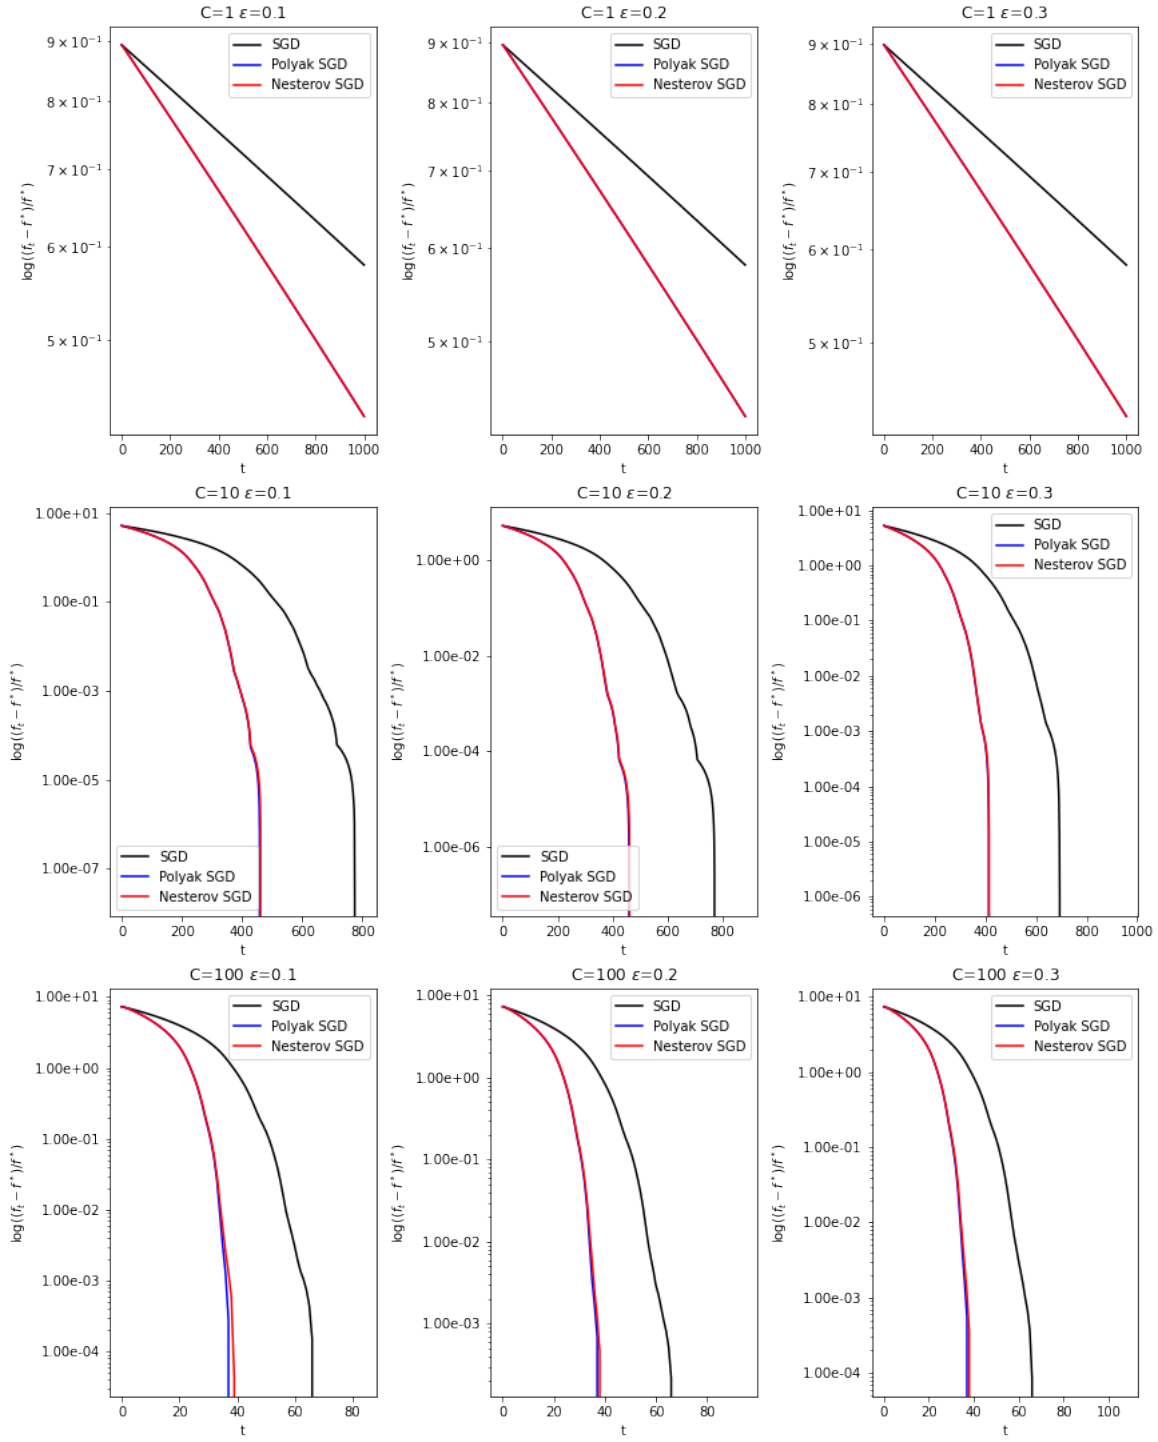 C=1 ε=0.1
9 × 10⁻¹
8 × 10⁻¹
7 × 10⁻¹
6 × 10⁻¹
5 × 10⁻¹
log((fₜ − f*)/f*)
SGD
Polyak SGD
Nesterov SGD
0 200 400 600 800 1000
t
C=1 ε=0.2
9 × 10⁻¹
8 × 10⁻¹
7 × 10⁻¹
6 × 10⁻¹
5 × 10⁻¹
log((fₜ − f*)/f*)
SGD
Polyak SGD
Nesterov SGD
0 200 400 600 800 1000
t
C=1 ε=0.3
9 × 10⁻¹
8 × 10⁻¹
7 × 10⁻¹
6 × 10⁻¹
5 × 10⁻¹
log((fₜ − f*)/f*)
SGD
Polyak SGD
Nesterov SGD
0 200 400 600 800 1000
t
C=10 ε=0.1
1.00e+01
1.00e-01
1.00e-03
1.00e-05
1.00e-07
log((fₜ − f*)/f*)
SGD
Polyak SGD
Nesterov SGD
0 200 400 600 800
t
C=10 ε=0.2
1.00e+00
1.00e-02
1.00e-04
1.00e-06
log((fₜ − f*)/f*)
SGD
Polyak SGD
Nesterov SGD
0 200 400 600 800
t
C=10 ε=0.3
1.00e+01
1.00e+00
1.00e-01
1.00e-02
1.00e-03
1.00e-04
1.00e-05
1.00e-06
log((fₜ − f*)/f*)
SGD
Polyak SGD
Nesterov SGD
0 200 400 600 800 1000
t
C=100 ε=0.1
1.00e+01
1.00e+00
1.00e-01
1.00e-02
1.00e-03
1.00e-04
log((fₜ − f*)/f*)
SGD
Polyak SGD
Nesterov SGD
0 20 40 60 80
t
C=100 ε=0.2
1.00e+01
1.00e+00
1.00e-01
1.00e-02
1.00e-03
log((fₜ − f*)/f*)
SGD
Polyak SGD
Nesterov SGD
0 20 40 60 80
t
C=100 ε=0.3
1.00e+01
1.00e+00
1.00e-01
1.00e-02
1.00e-03
1.00e-04
log((fₜ − f*)/f*)
SGD
Polyak SGD
Nesterov SGD
0 20 40 60 80 100
t